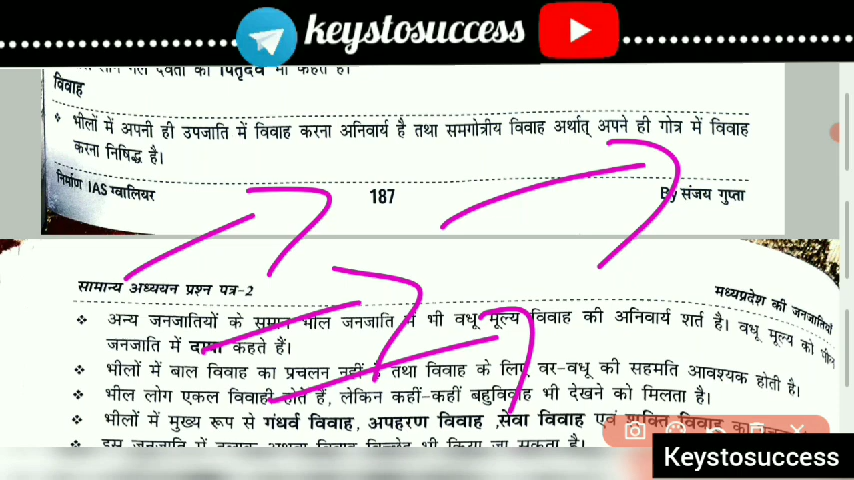 keystosuccess
विवाह
❖ भीलों में अपनी ही उपजाति में विवाह करना अनिवार्य है तथा समगोत्रीय विवाह अर्थात् अपने ही गोत्र में विवाह
करना निषिद्ध है।
निर्माण IAS ग्वालियर 187 By संजय गुप्ता
सामान्य अध्ययन प्रश्न पत्र-2 मध्यप्रदेश की जनजातियाँ
❖ अन्य जनजातियों के समान भील जनजाति में भी वधू मूल्य विवाह की अनिवार्य शर्त है। वधू मूल्य को भील
जनजाति में दापा कहते हैं।
❖ भीलों में बाल विवाह का प्रचलन नहीं है तथा विवाह के लिए वर-वधू की सहमति आवश्यक होती है।
❖ भील लोग एकल विवाही होते हैं, लेकिन कहीं-कहीं बहुविवाह भी देखने को मिलता है।
❖ भीलों में मुख्य रूप से गंधर्व विवाह, अपहरण विवाह, सेवा विवाह एवं विवाह
Keystosuccess